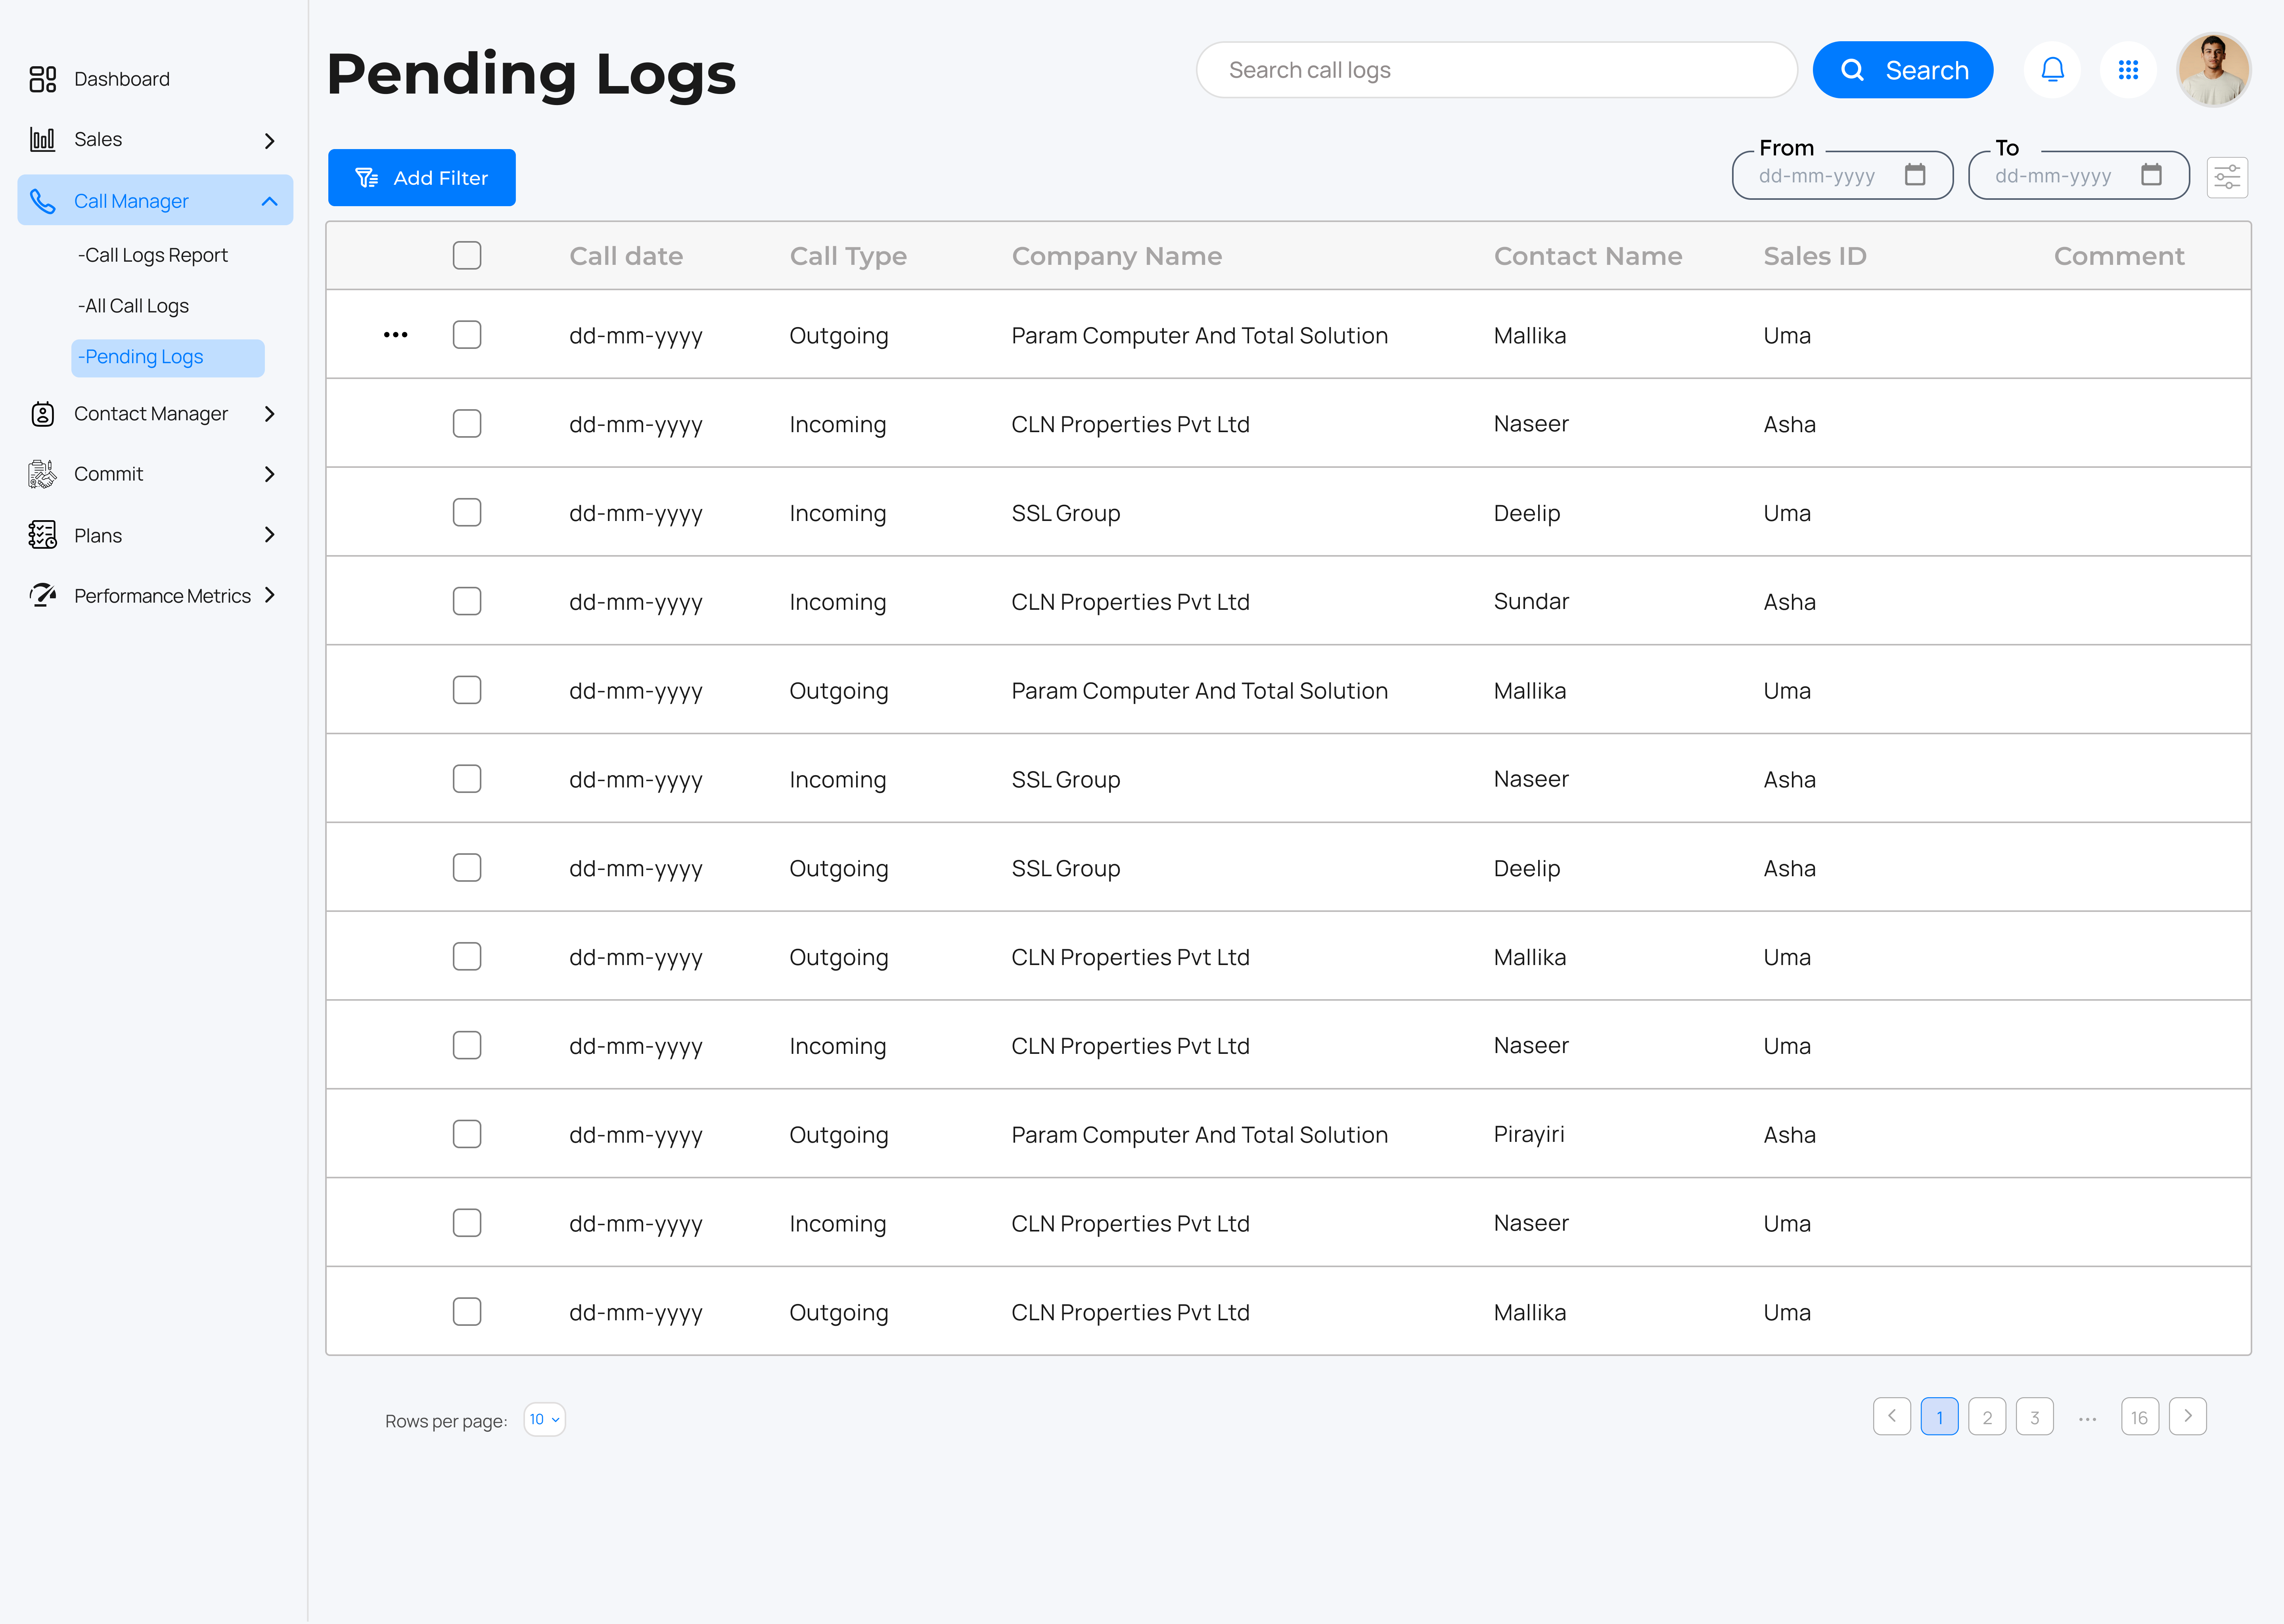 Dashboard
Sales
Call Manager
-Call Logs Report
-All Call Logs
-Pending Logs
Contact Manager
Commit
Plans
Performance Metrics
Pending Logs
Search call logs
Search
Add Filter
From
dd-mm-yyyy
To
dd-mm-yyyy
Call date Call Type Company Name Contact Name Sales ID Comment
dd-mm-yyyy Outgoing Param Computer And Total Solution Mallika Uma
dd-mm-yyyy Incoming CLN Properties Pvt Ltd Naseer Asha
dd-mm-yyyy Incoming SSL Group Deelip Uma
dd-mm-yyyy Incoming CLN Properties Pvt Ltd Sundar Asha
dd-mm-yyyy Outgoing Param Computer And Total Solution Mallika Uma
dd-mm-yyyy Incoming SSL Group Naseer Asha
dd-mm-yyyy Outgoing SSL Group Deelip Asha
dd-mm-yyyy Outgoing CLN Properties Pvt Ltd Mallika Uma
dd-mm-yyyy Incoming CLN Properties Pvt Ltd Naseer Uma
dd-mm-yyyy Outgoing Param Computer And Total Solution Pirayiri Asha
dd-mm-yyyy Incoming CLN Properties Pvt Ltd Naseer Uma
dd-mm-yyyy Outgoing CLN Properties Pvt Ltd Mallika Uma
Rows per page: 10
1 2 3 ... 16